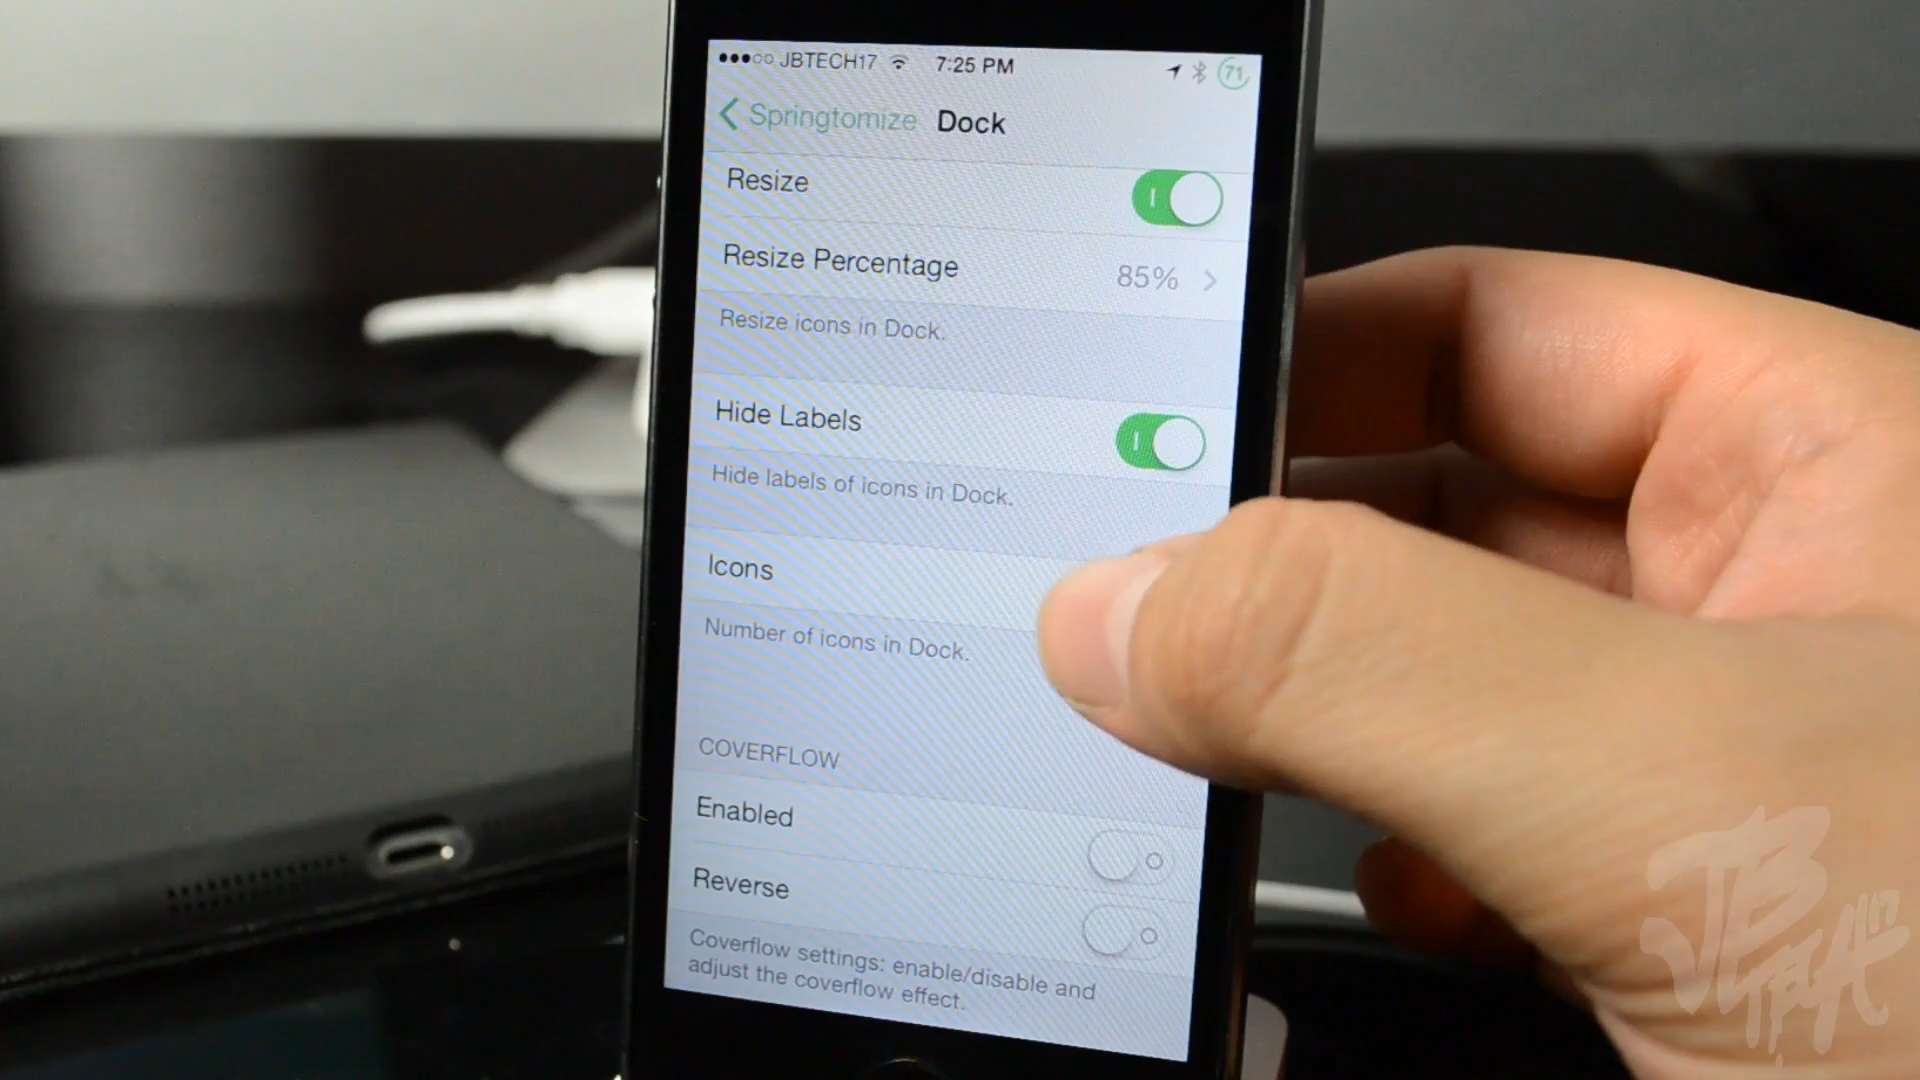 JBTECH17 7:25 PM 71
Springtomize Dock
Resize
Resize Percentage 85%
Resize icons in Dock.
Hide Labels
Hide labels of icons in Dock.
Icons
Number of icons in Dock.
COVERFLOW
Enabled
Reverse
Coverflow settings: enable/disable and
adjust the coverflow effect.